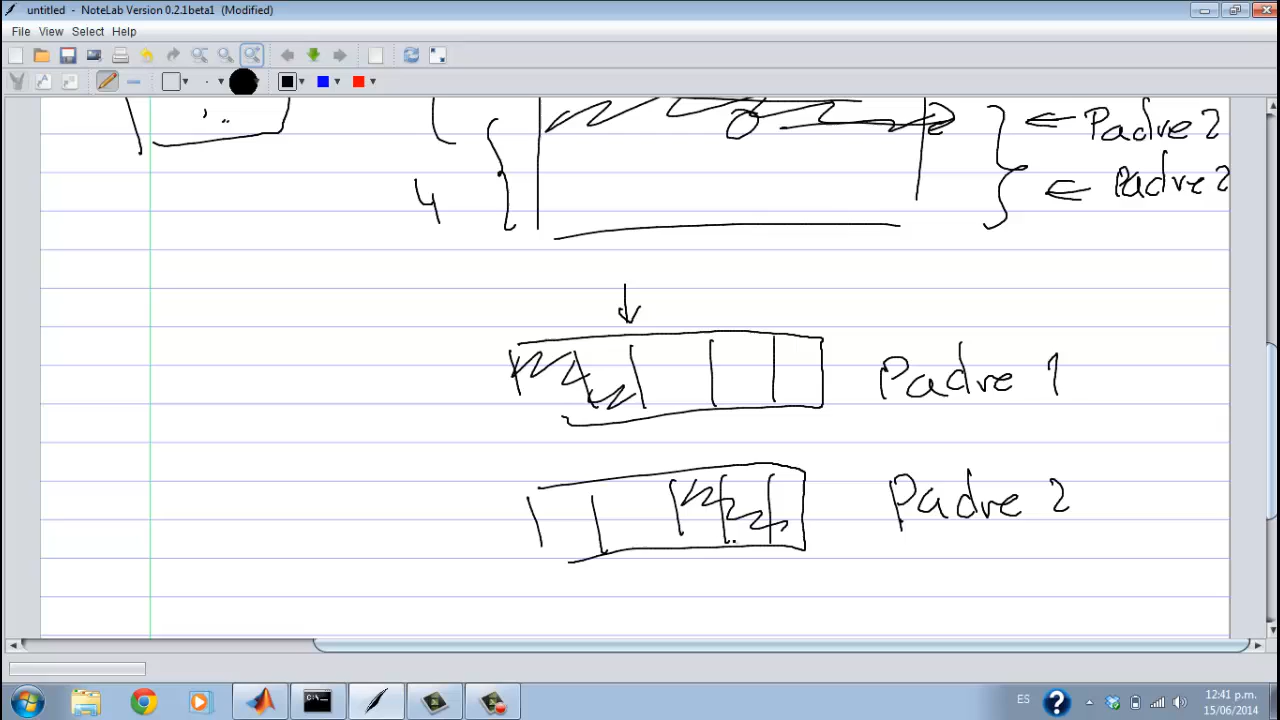 untitled - NoteLab Version 0.2.1beta1 (Modified)
File View Select Help
← Padre 2
← Padre 2
4
Padre 1
Padre 2
ES
12:41 p.m.
15/06/2014